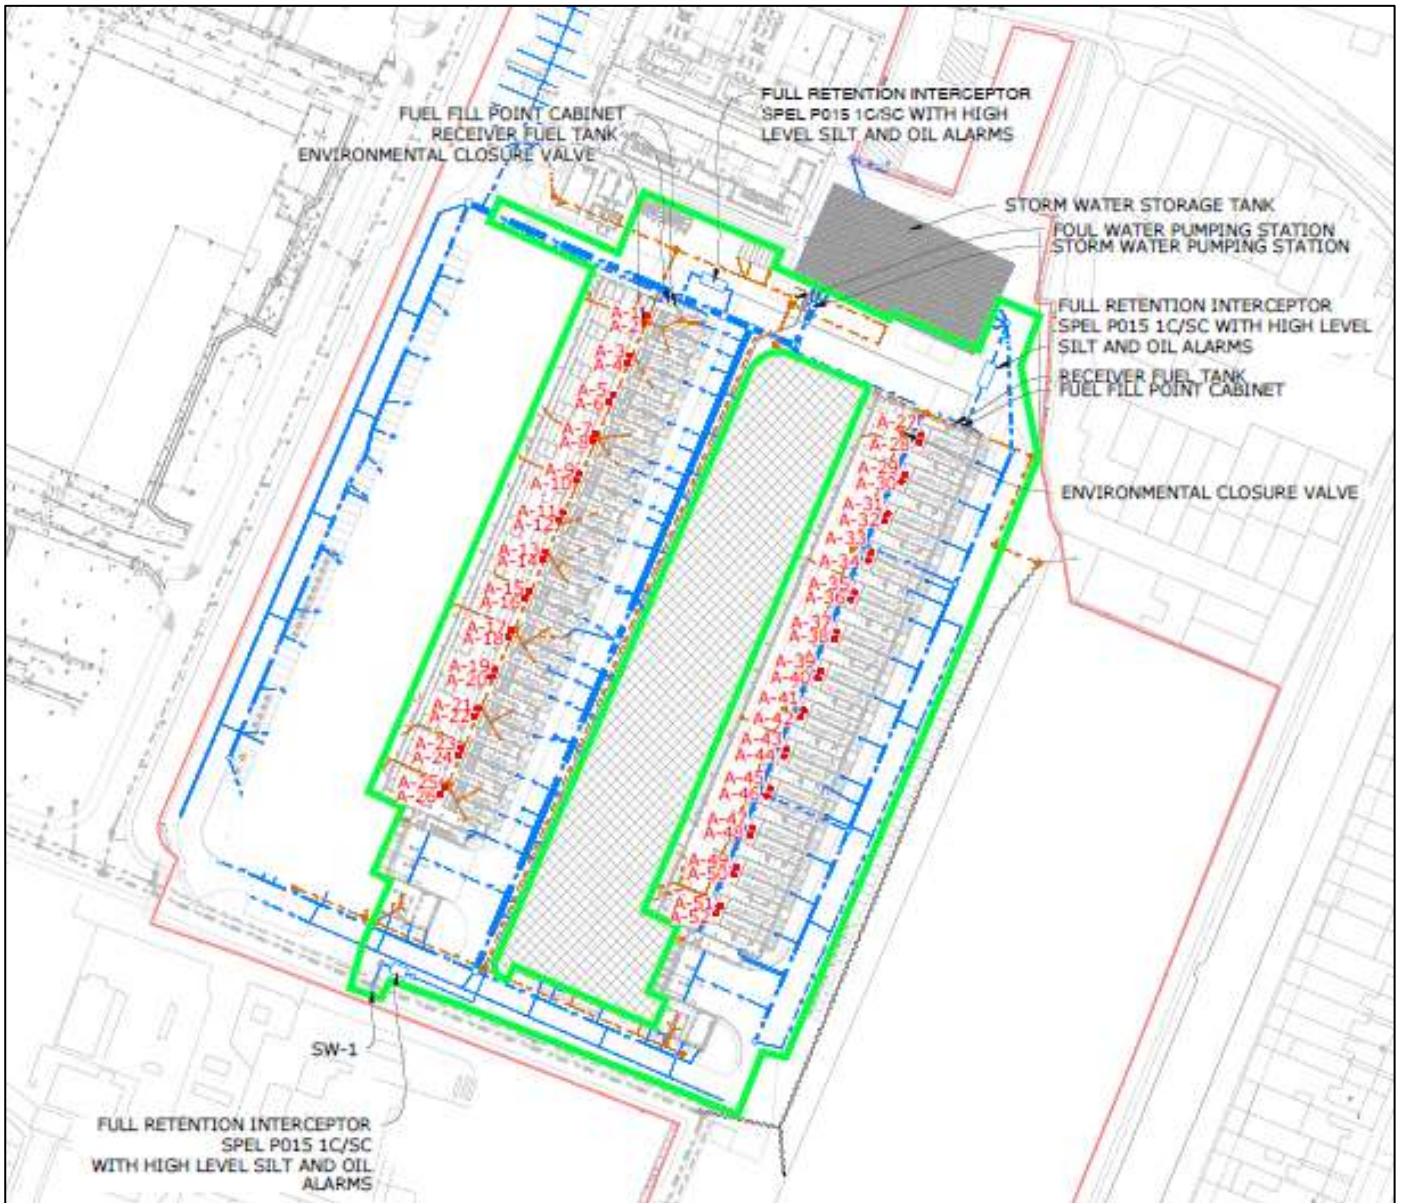 FULL RETENTION INTERCEPTOR
SPEL P015 1C/SC WITH HIGH
LEVEL SILT AND OIL ALARMS
FUEL FILL POINT CABINET
RECEIVER FUEL TANK
ENVIRONMENTAL CLOSURE VALVE
STORM WATER STORAGE TANK
FOUL WATER PUMPING STATION
STORM WATER PUMPING STATION
FULL RETENTION INTERCEPTOR
SPEL P015 1C/SC WITH HIGH LEVEL
SILT AND OIL ALARMS
RECEIVER FUEL TANK
FUEL FILL POINT CABINET
ENVIRONMENTAL CLOSURE VALVE
A-1
A-2
A-3
A-4
A-5
A-6
A-7
A-8
A-9
A-10
A-11
A-12
A-13
A-14
A-15
A-16
A-17
A-18
A-19
A-20
A-21
A-22
A-23
A-24
A-25
A-26
A-27
A-28
A-29
A-30
A-31
A-32
A-33
A-34
A-35
A-36
A-37
A-38
A-39
A-40
A-41
A-42
A-43
A-44
A-45
A-46
A-47
A-48
A-49
A-50
A-51
A-52
SW-1
FULL RETENTION INTERCEPTOR
SPEL P015 1C/SC
WITH HIGH LEVEL SILT AND OIL
ALARMS